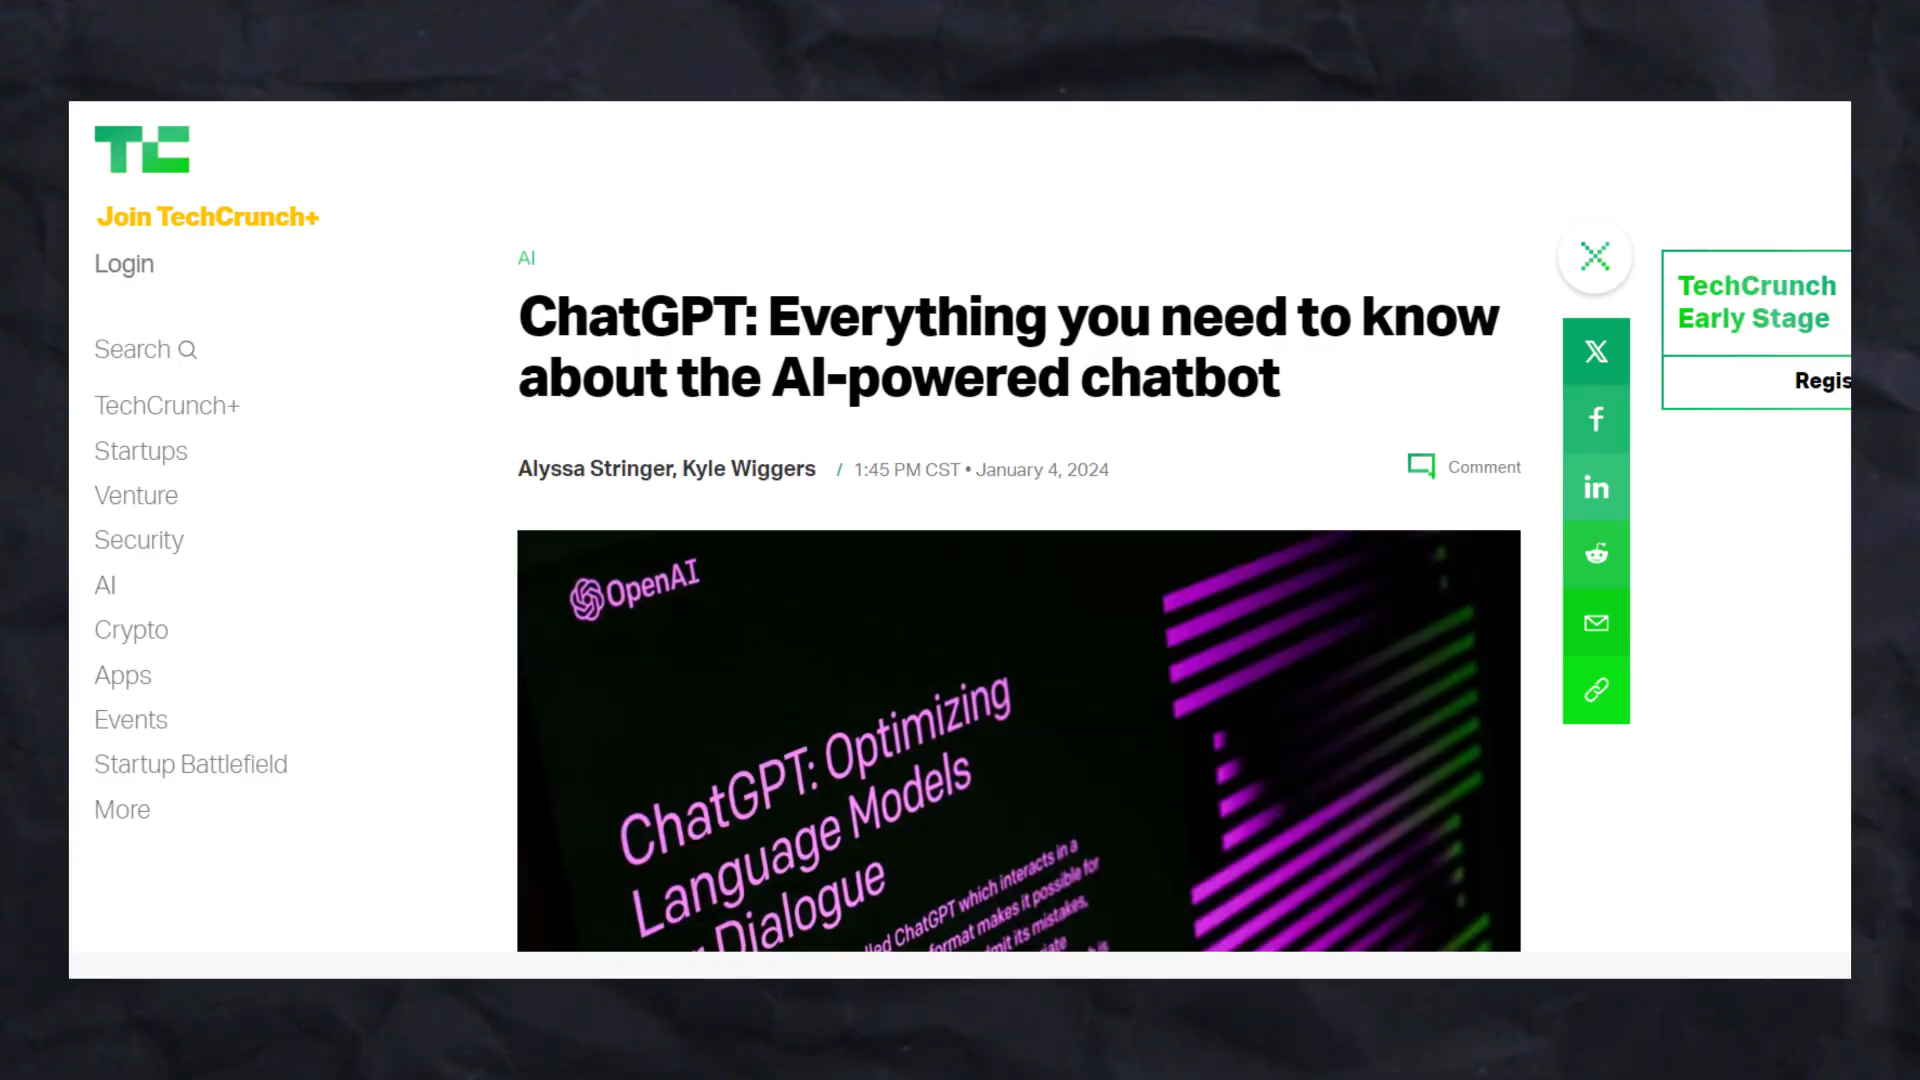 TC
Join TechCrunch+
Login
Search
TechCrunch+
Startups
Venture
Security
AI
Crypto
Apps
Events
Startup Battlefield
More
AI
ChatGPT: Everything you need to know
about the AI-powered chatbot
Alyssa Stringer, Kyle Wiggers / 1:45 PM CST • January 4, 2024
Comment
OpenAI
ChatGPT: Optimizing
Language Models
Dialogue
ChatGPT which interacts in a
format makes it possible for
its mistakes,
TechCrunch
Early Stage